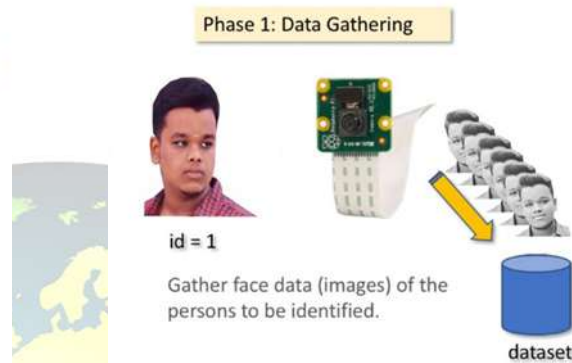 Phase 1: Data Gathering
id = 1
Gather face data (images) of the
persons to be identified.
dataset